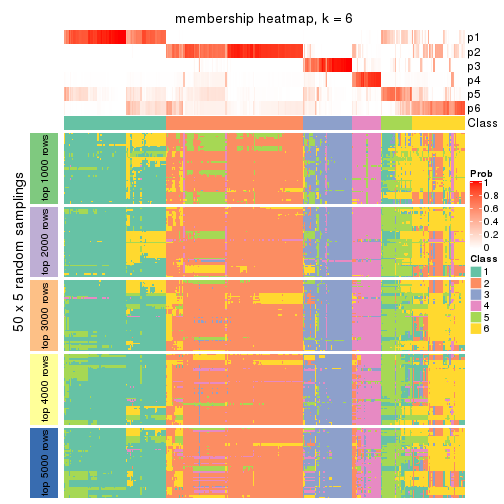 membership heatmap, k = 6
p1
p2
p3
p4
p5
p6
Class
50 x 5 random samplings
top 1000 rows
top 2000 rows
top 3000 rows
top 4000 rows
top 5000 rows
Prob
1
0.8
0.6
0.4
0.2
0
Class
1
2
3
4
5
6